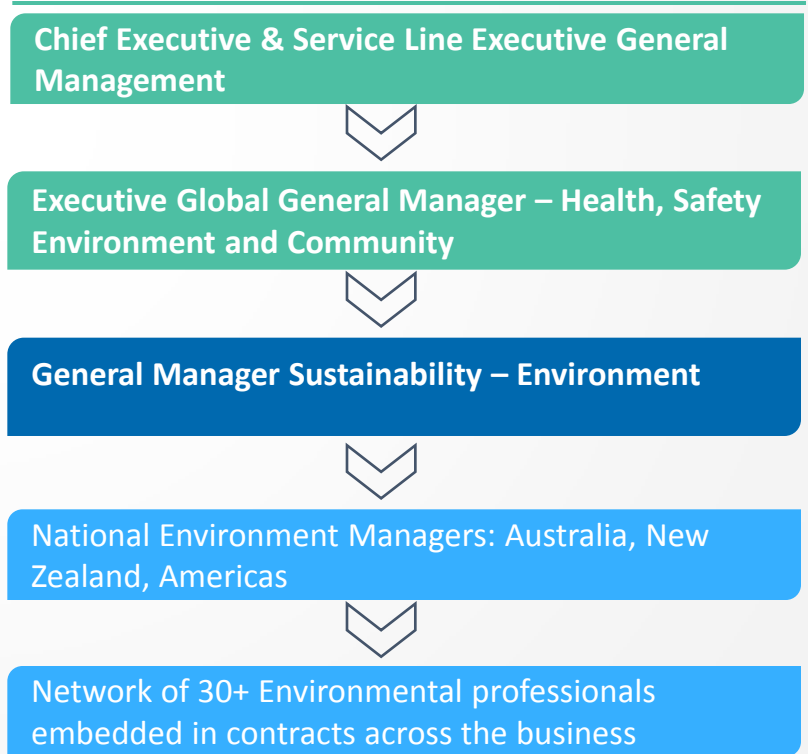 Chief Executive & Service Line Executive General
Management
Executive Global General Manager – Health, Safety
Environment and Community
General Manager Sustainability – Environment
National Environment Managers: Australia, New
Zealand, Americas
Network of 30+ Environmental professionals
embedded in contracts across the business